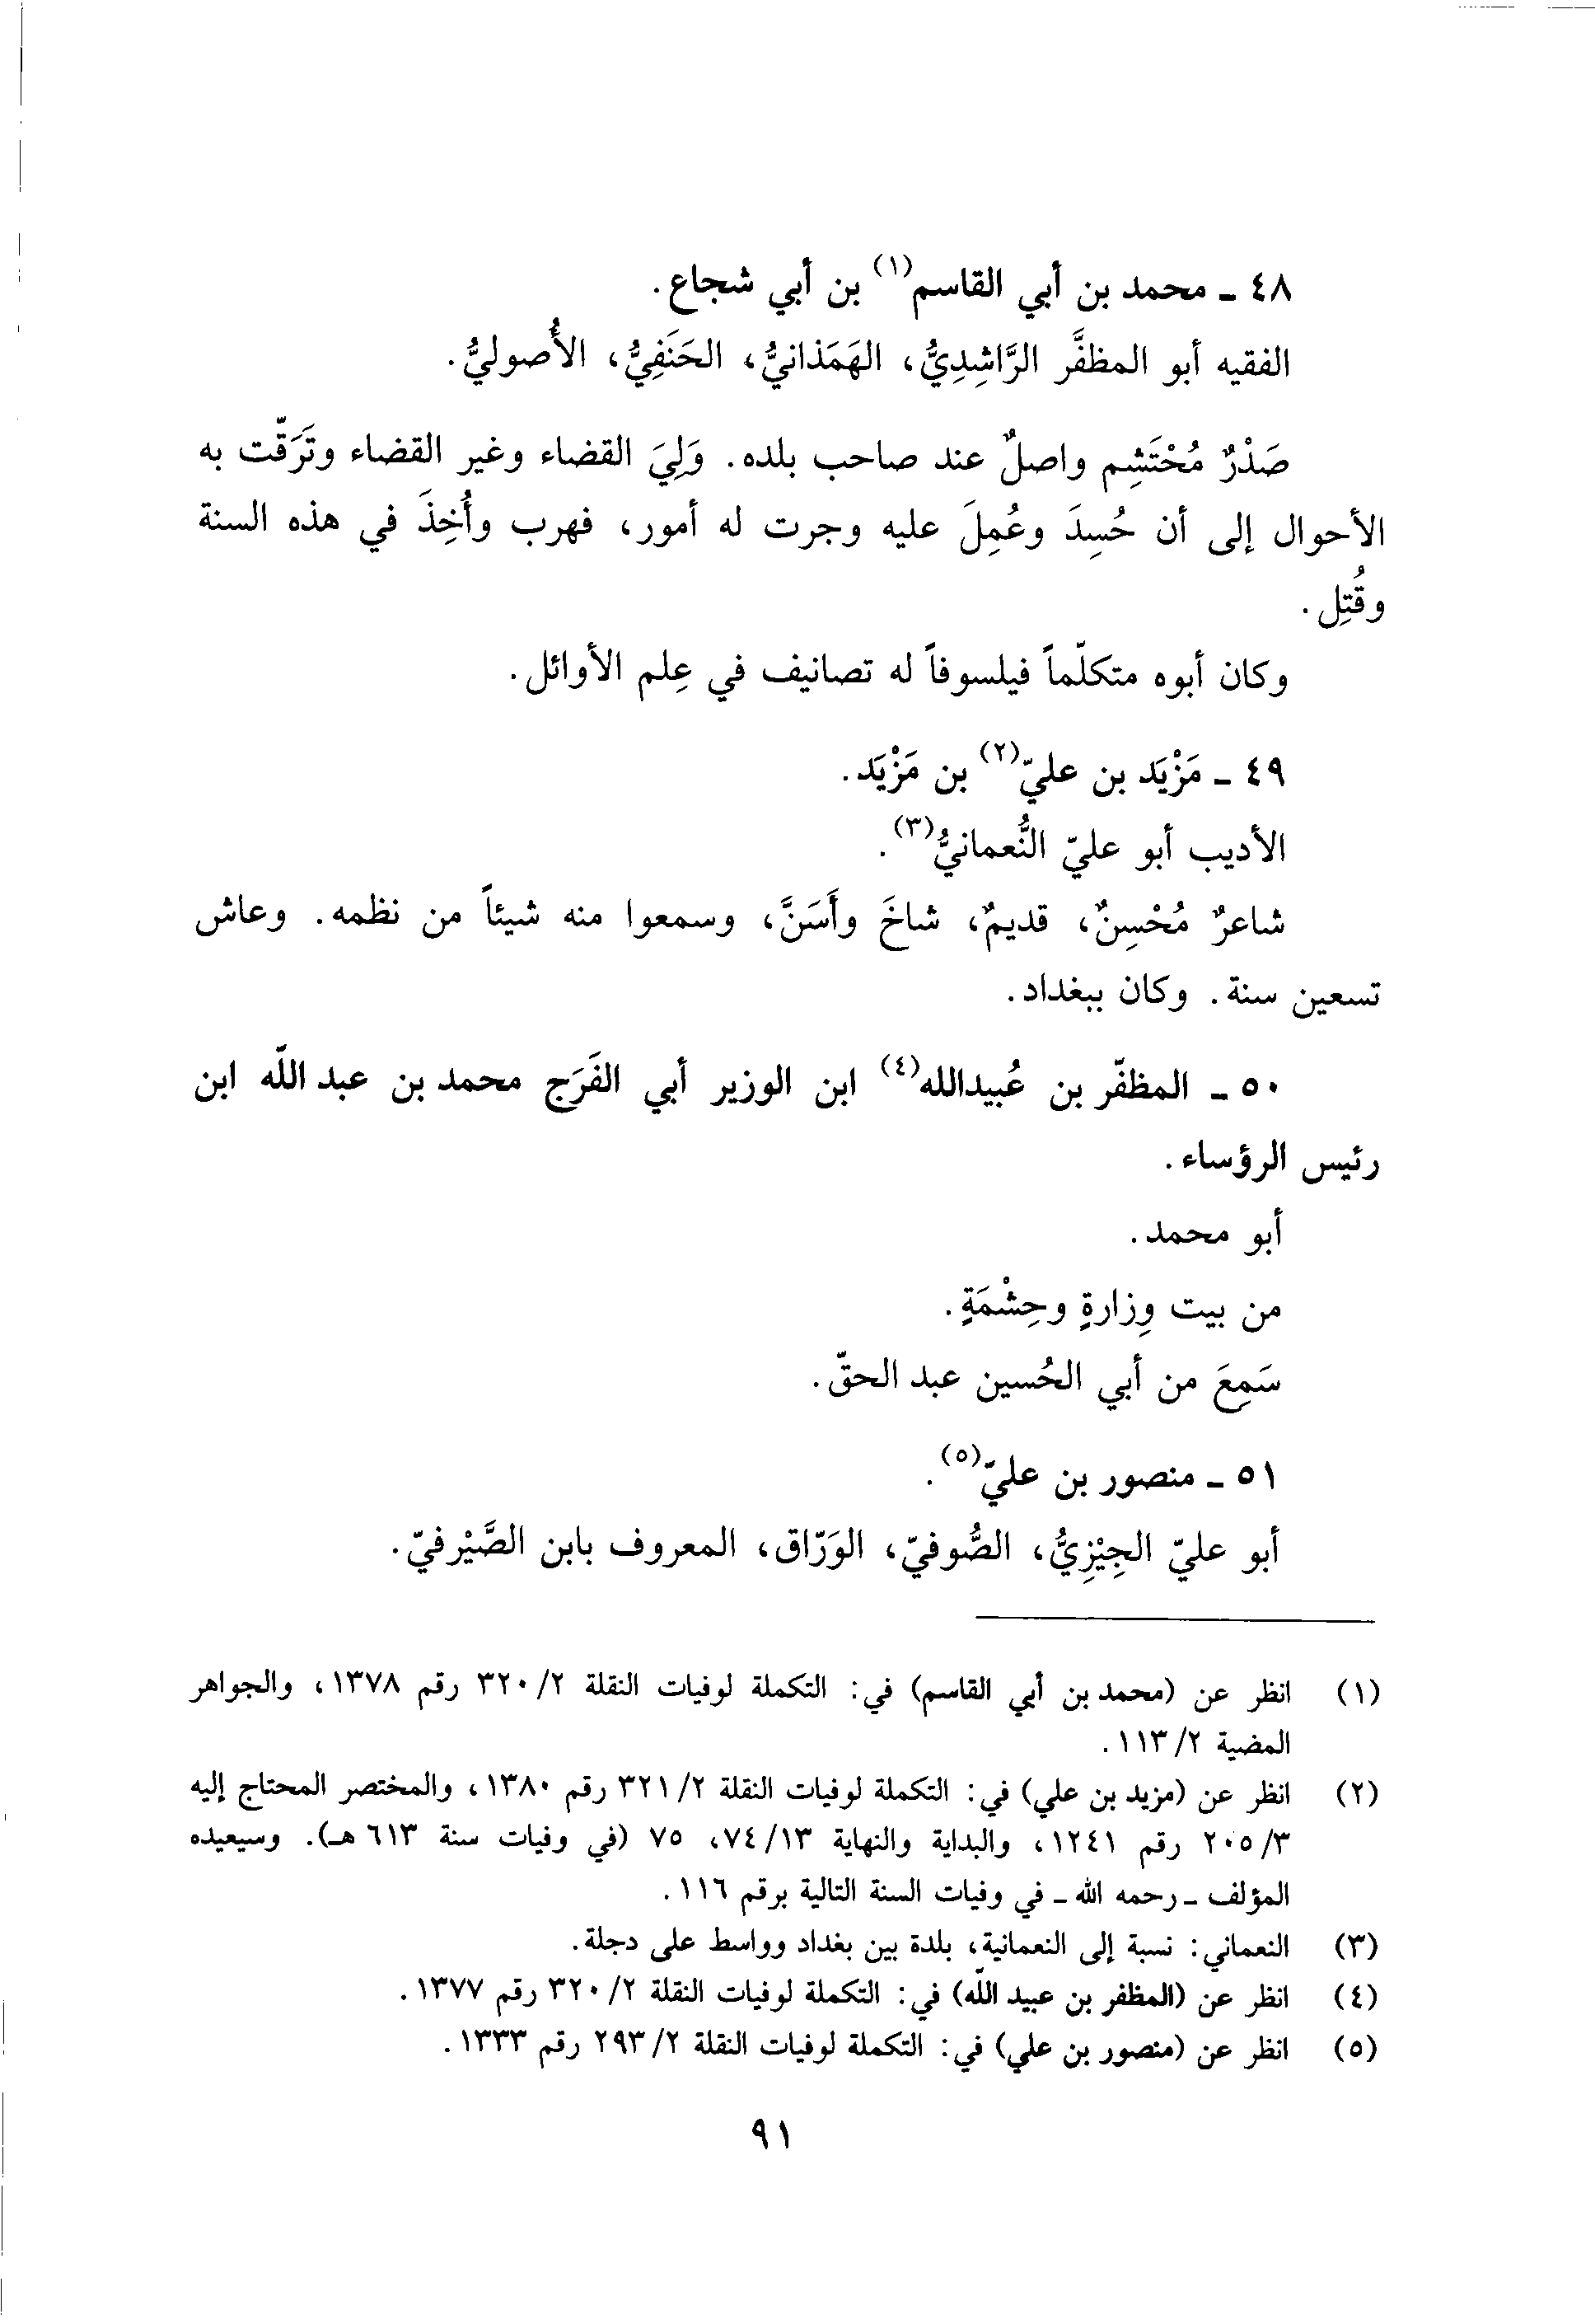 ٤٨ ـ محمد بن أبي القاسم(١) بن أبي شجاع.
الفقيه أبو المظفَّر الرَّاشِدِيُّ، الهَمَذانيُّ، الحَنَفِيُّ، الأُصوليُّ.
صَدْرٌ مُحْتَشِم واصلٌ عند صاحب بلده. وَلِيَ القضاء وغير القضاء وتَرَقّت به
الأحوال إلى أن حُسِدَ وعُمِلَ عليه وجرت له أمور، فهرب وأُخِذَ في هذه السنة
وقُتِل.
وكان أبوه متكلّماً فيلسوفاً له تصانيف في عِلم الأوائل.
٤٩ ـ مَزْيَد بن عليّ(٢) بن مَزْيَد.
الأديب أبو عليّ النُّعمانيُّ(٣).
شاعرٌ مُحْسِنٌ، قديمٌ، شاخَ وأَسَنَّ، وسمعوا منه شيئاً من نظمه. وعاش
تسعين سنة. وكان ببغداد.
٥٠ ـ المظفّر بن عُبيدالله(٤) ابن الوزير أبي الفَرَج محمد بن عبد اللّه ابن
رئيس الرؤساء.
أبو محمد.
من بيت وِزارةٍ وحِشْمَةٍ.
سَمِعَ من أبي الحُسين عبد الحقّ.
٥١ ـ منصور بن عليّ(٥).
أبو عليّ الجِيْزِيُّ، الصُّوفيّ، الوَرّاق، المعروف بابن الصَّيْرفيّ.
(١) انظر عن (محمد بن أبي القاسم) في: التكملة لوفيات النقلة ٢/ ٣٢٠ رقم ١٣٧٨، والجواهر
المضية ٢/ ١١٣.
(٢) انظر عن (مزيد بن علي) في: التكملة لوفيات النقلة ٢/ ٣٢١ رقم ١٣٨٠، والمختصر المحتاج إليه
٣/ ٢٠٥ رقم ١٢٤١، والبداية والنهاية ١٣/ ٧٤، ٧٥ (في وفيات سنة ٦١٣ هـ). وسيعيده
المؤلف ـ رحمه الله ـ في وفيات السنة التالية برقم ١١٦.
(٣) النعماني: نسبة إلى النعمانية، بلدة بين بغداد وواسط على دجلة.
(٤) انظر عن (المظفر بن عبيد اللّه) في: التكملة لوفيات النقلة ٢/ ٣٢٠ رقم ١٣٧٧.
(٥) انظر عن (منصور بن علي) في: التكملة لوفيات النقلة ٢/ ٢٩٣ رقم ١٣٣٣.
٩١